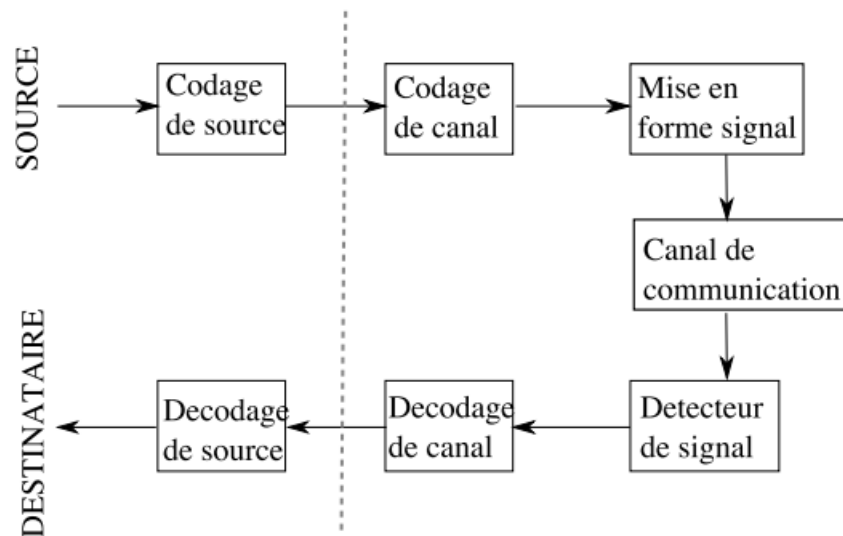 SOURCE
Codage
de source
Codage
de canal
Mise en
forme signal
Canal de
communication
DESTINATAIRE
Decodage
de source
Decodage
de canal
Detecteur
de signal